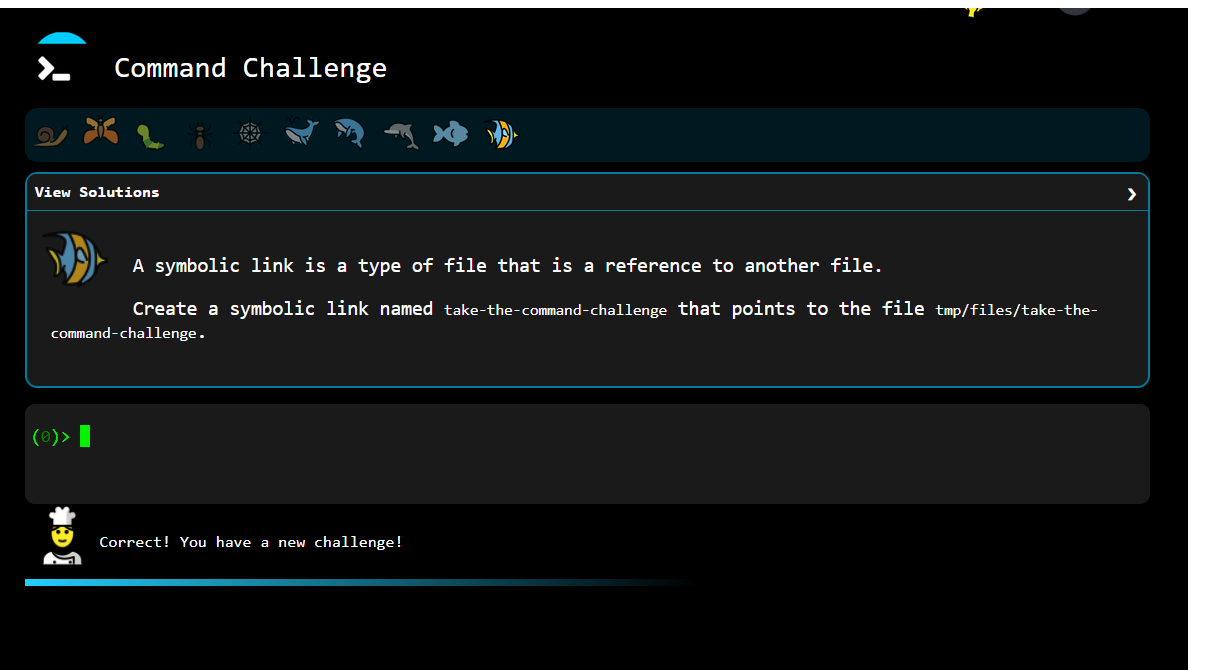 Command Challenge
View Solutions
A symbolic link is a type of file that is a reference to another file.
Create a symbolic link named take-the-command-challenge that points to the file tmp/files/take-the-
command-challenge.
(0)>
Correct! You have a new challenge!